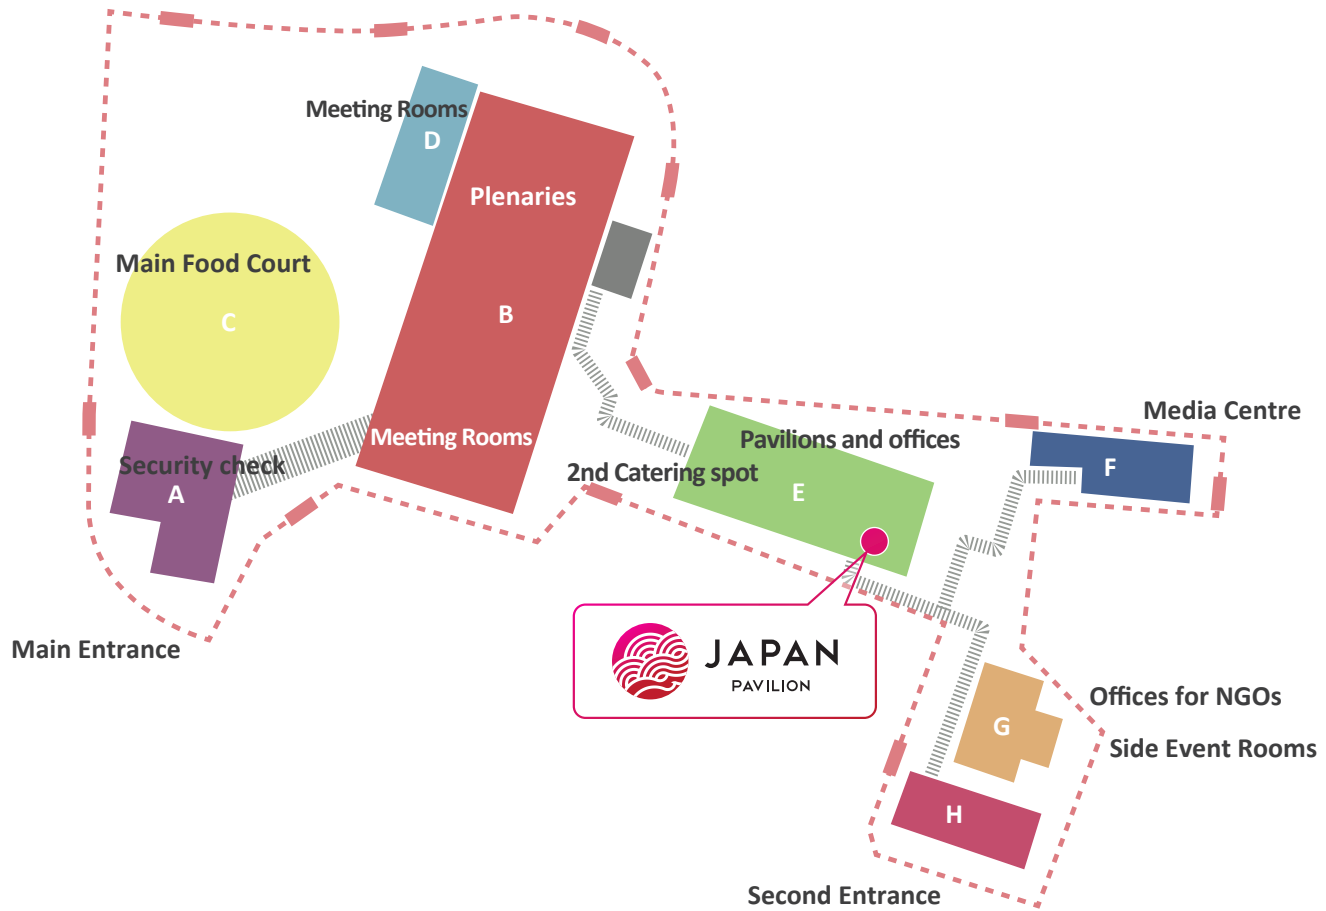 Meeting Rooms
D
Plenaries
Main Food Court
C
B
Meeting Rooms
Security check
A
Main Entrance
Pavilions and offices
2nd Catering spot
E
Media Centre
F
JAPAN
PAVILION
Offices for NGOs
G
Side Event Rooms
H
Second Entrance